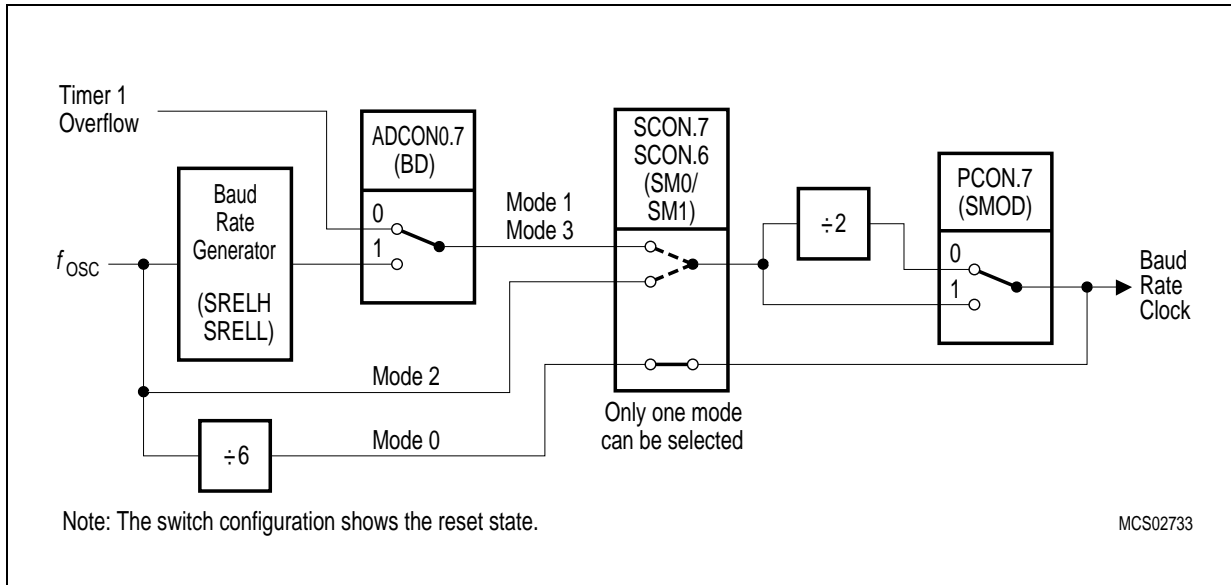 Timer 1
Overflow
ADCON0.7
(BD)
0
1
Baud
Rate
Generator
(SRELH
SRELL)
f OSC
Mode 1
Mode 3
SCON.7
SCON.6
(SM0/
SM1)
÷2
PCON.7
(SMOD)
0
1
Baud
Rate
Clock
Mode 2
Only one mode
can be selected
÷6
Mode 0
Note: The switch configuration shows the reset state.
MCS02733